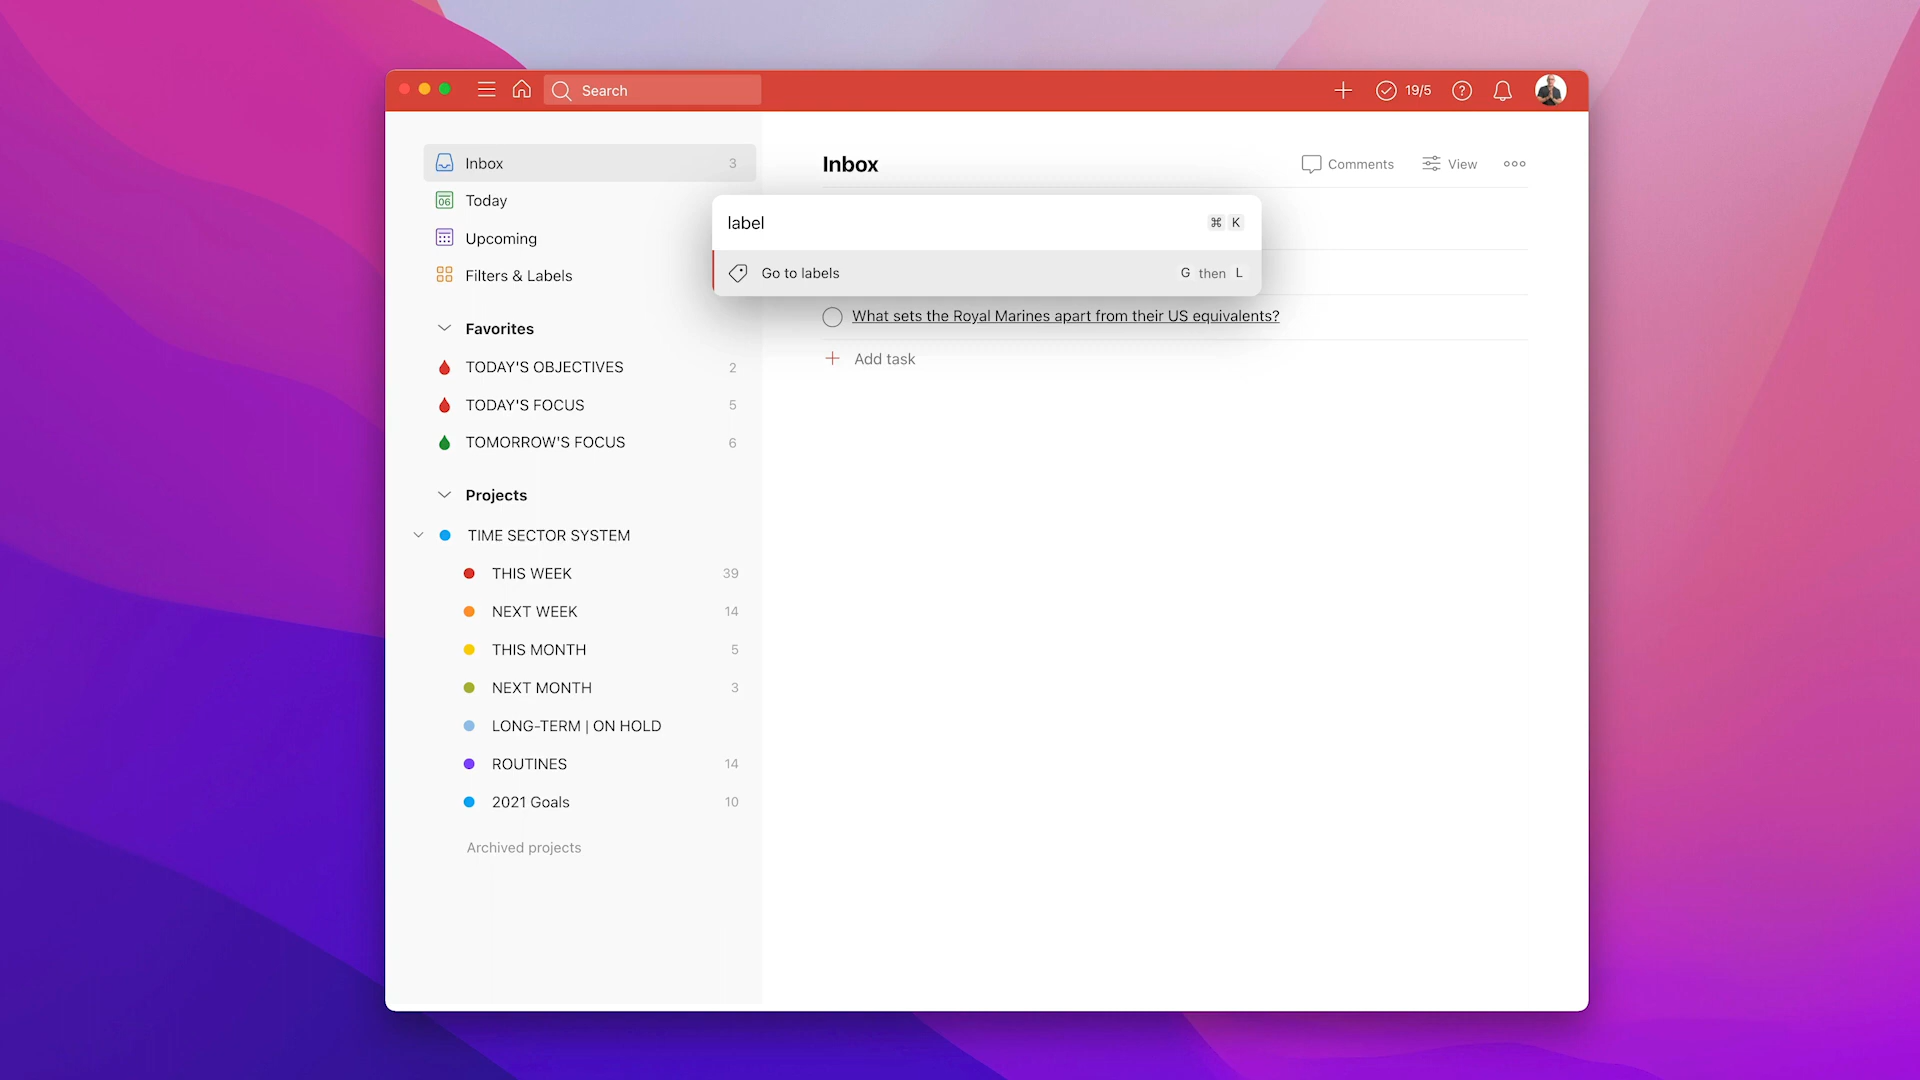 Search
19/5
Inbox 3
06 Today
Upcoming
Filters & Labels
Favorites
TODAY'S OBJECTIVES 2
TODAY'S FOCUS 5
TOMORROW'S FOCUS 6
Projects
TIME SECTOR SYSTEM
THIS WEEK 39
NEXT WEEK 14
THIS MONTH 5
NEXT MONTH 3
LONG-TERM | ON HOLD
ROUTINES 14
2021 Goals 10
Archived projects
Inbox
Comments
View
label ⌘ K
Go to labels G then L
What sets the Royal Marines apart from their US equivalents?
Add task